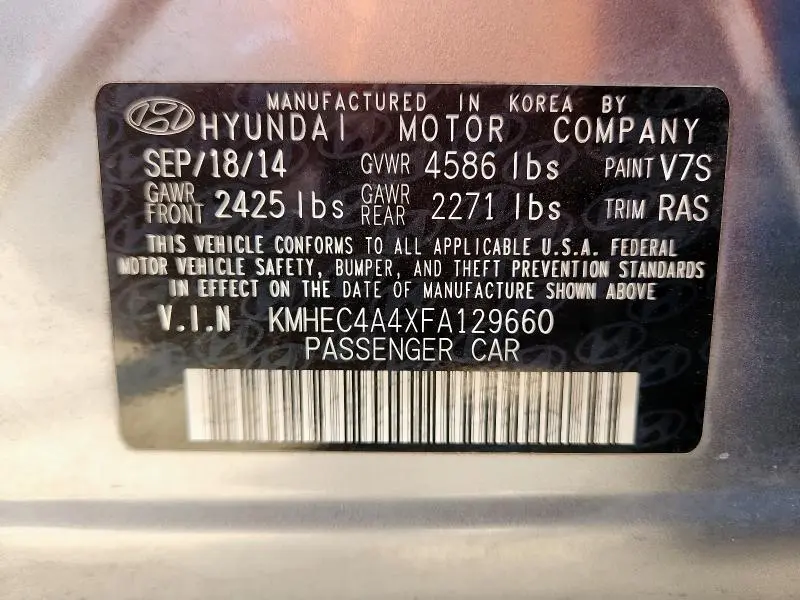 MANUFACTURED IN KOREA BY
HYUNDAI MOTOR COMPANY
SEP/18/14 GVWR 4586 lbs PAINT V7S
GAWR FRONT 2425 lbs GAWR REAR 2271 lbs TRIM RAS
THIS VEHICLE CONFORMS TO ALL APPLICABLE U.S.A. FEDERAL
MOTOR VEHICLE SAFETY, BUMPER, AND THEFT PREVENTION STANDARDS
IN EFFECT ON THE DATE OF MANUFACTURE SHOWN ABOVE
V.I.N KMHEC4A4XFA129660
PASSENGER CAR